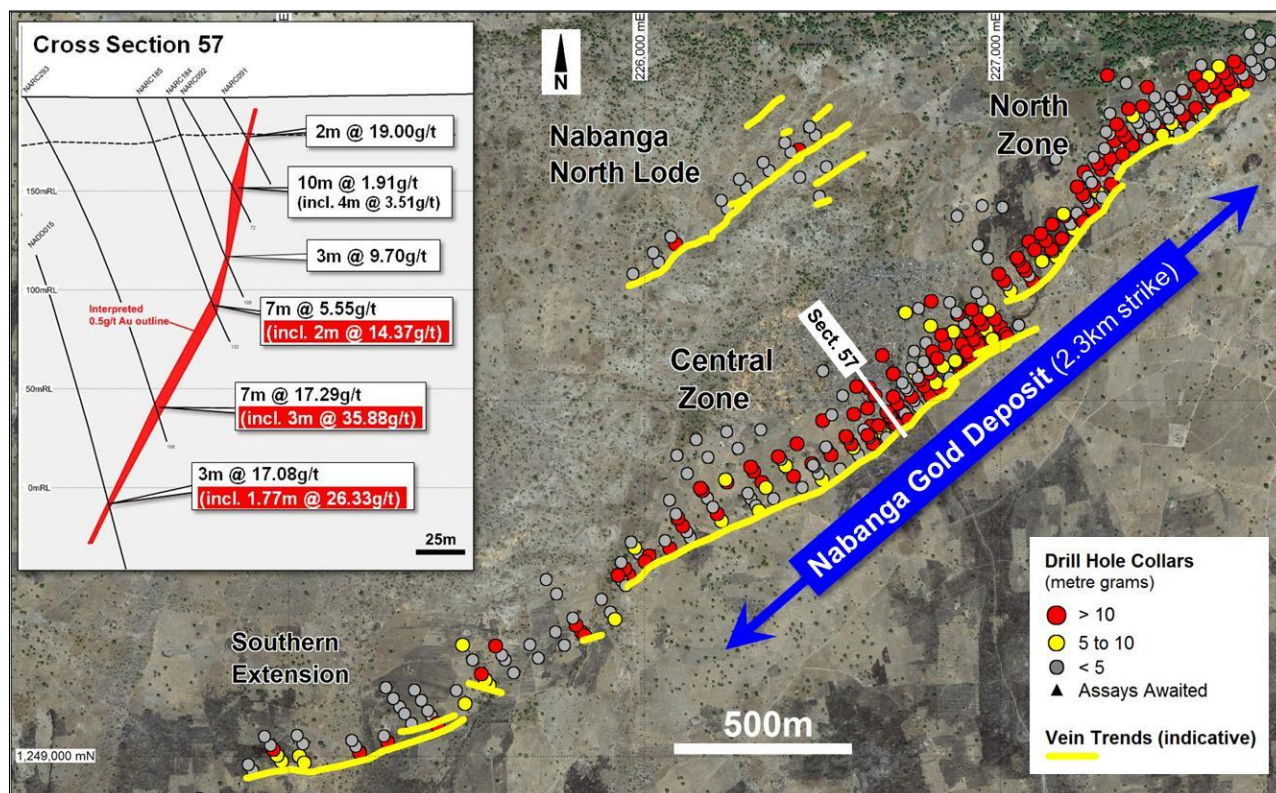 Cross Section 57
NARC293
NARC185
NARC184
NARC092
NARC091
2m @ 19.00g/t
150mRL
10m @ 1.91g/t
(incl. 4m @ 3.51g/t)
72
NADD015
3m @ 9.70g/t
100mRL
Interpreted
0.5g/t Au outline
7m @ 5.55g/t
(incl. 2m @ 14.37g/t)
132
50mRL
7m @ 17.29g/t
(incl. 3m @ 35.88g/t)
3m @ 17.08g/t
0mRL
(incl. 1.77m @ 26.33g/t)
25m
N
226,000 mE
227,000 mE
North
Zone
Nabanga
North Lode
Sect. 57
Central
Zone
Nabanga Gold Deposit (2.3km strike)
Southern
Extension
500m
1,249,000 mN
Drill Hole Collars
(metre grams)
> 10
5 to 10
< 5
Assays Awaited
Vein Trends (indicative)